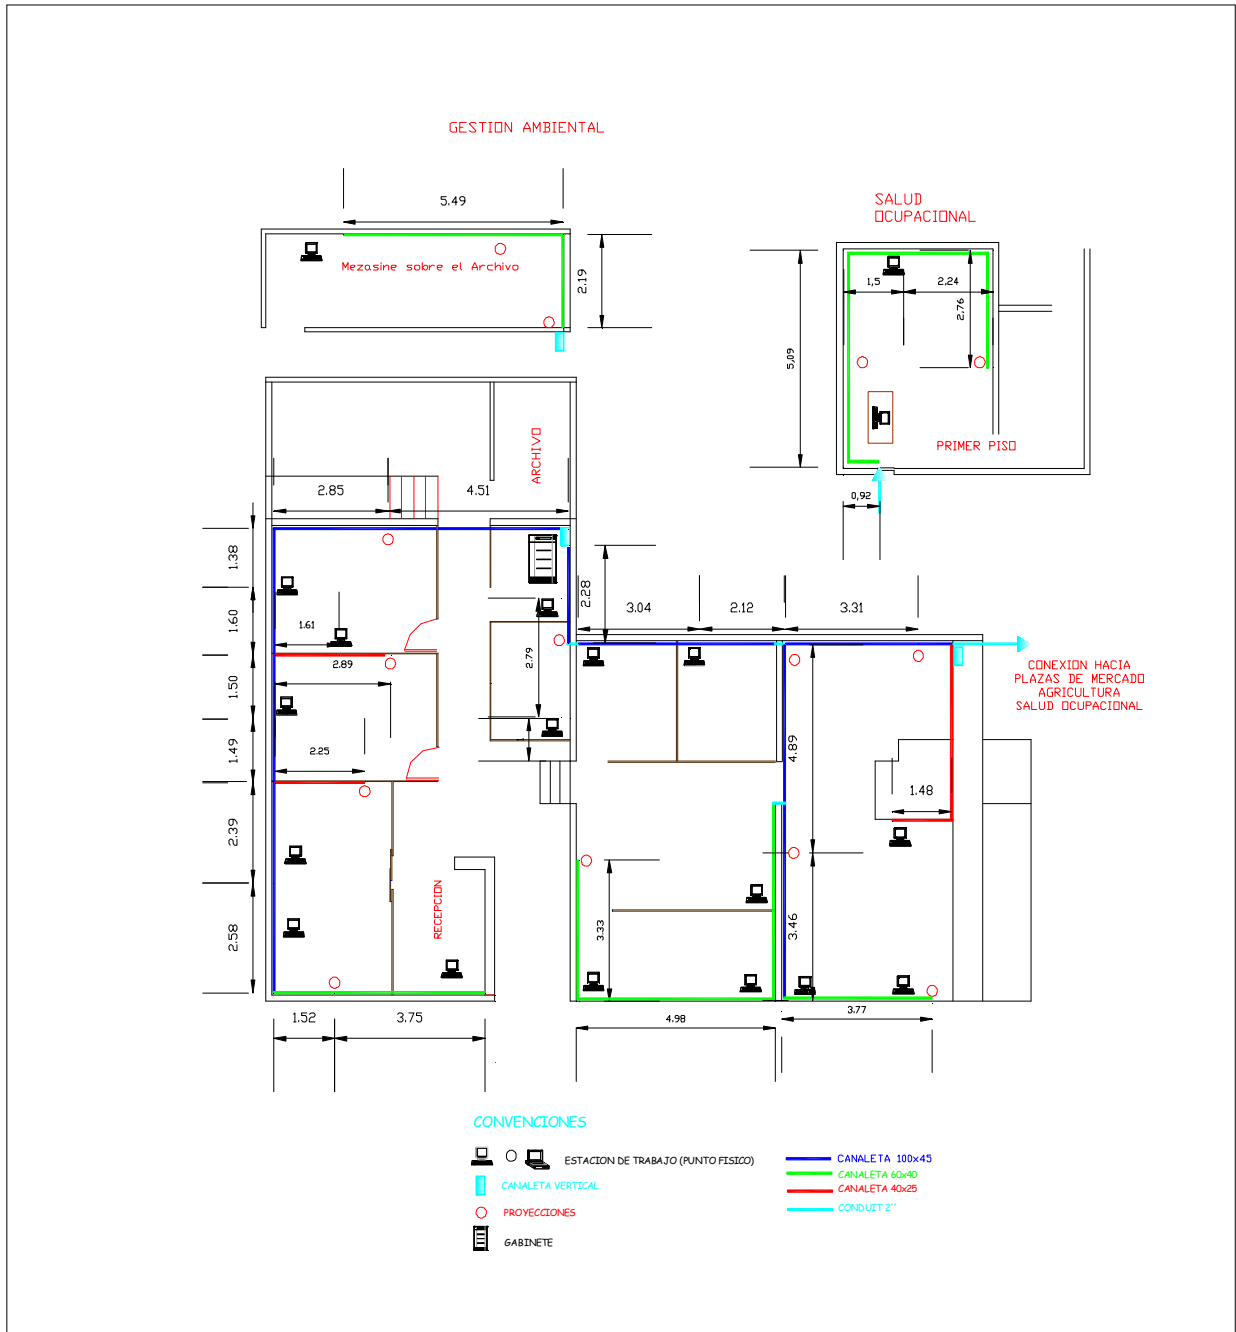 GESTION AMBIENTAL
5.49
Mezasine sobre el Archivo
2.19
SALUD
OCUPACIONAL
1,5
2,24
2,76
5,09
PRIMER PISO
0,92
ARCHIVO
2.85
4.51
1.38
1.60
1.50
1.49
2.39
2.58
1.61
2.89
2.25
2.79
2.28
3.04
2.12
3.31
CONEXION HACIA
PLAZAS DE MERCADO
AGRICULTURA
SALUD OCUPACIONAL
4.89
1.48
3.46
3.33
RECEPCION
1.52
3.75
4.98
3.77
CONVENCIONES
O
ESTACION DE TRABAJO (PUNTO FISICO)
CANALETA VERTICAL
PROYECCIONES
GABINETE
CANALETA 100x45
CANALETA 60x40
CANALETA 40x25
CONDUIT 2''